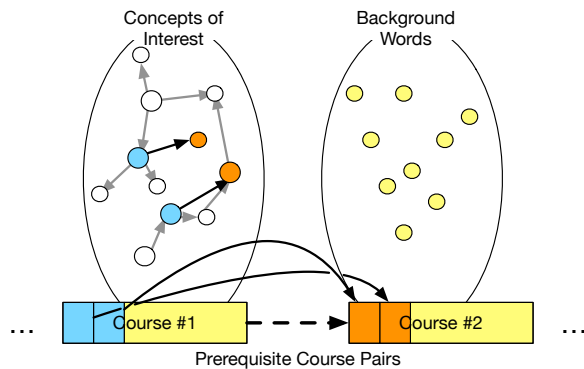 Concepts of
Interest
Background
Words
... Course #1 Course #2 ...
Prerequisite Course Pairs